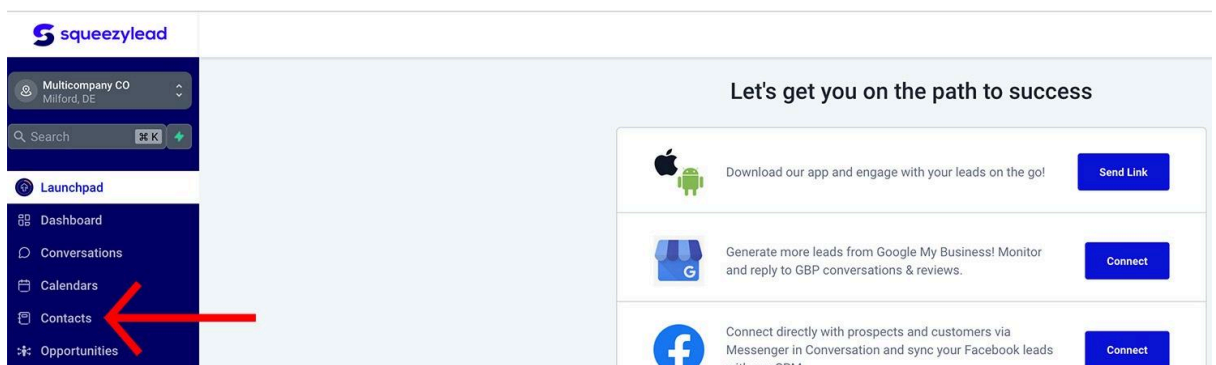 squeezylead
Multicompany CO
Milford, DE
Search ⌘ K
Launchpad
Dashboard
Conversations
Calendars
Contacts
Opportunities
Let's get you on the path to success
Download our app and engage with your leads on the go!
Send Link
Generate more leads from Google My Business! Monitor
and reply to GBP conversations & reviews.
Connect
Connect directly with prospects and customers via
Messenger in Conversation and sync your Facebook leads
Connect